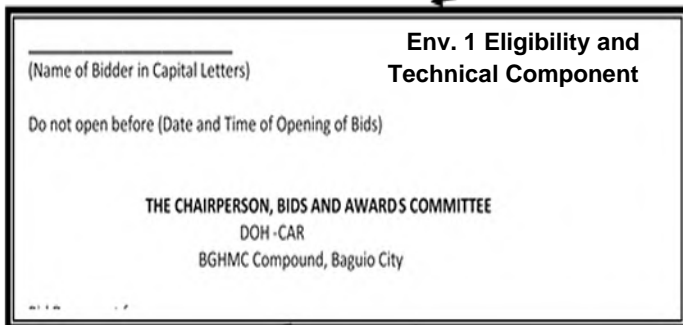 Env. 1 Eligibility and
Technical Component
(Name of Bidder in Capital Letters)
Do not open before (Date and Time of Opening of Bids)
THE CHAIRPERSON, BIDS AND AWARDS COMMITTEE
DOH -CAR
BGHMC Compound, Baguio City